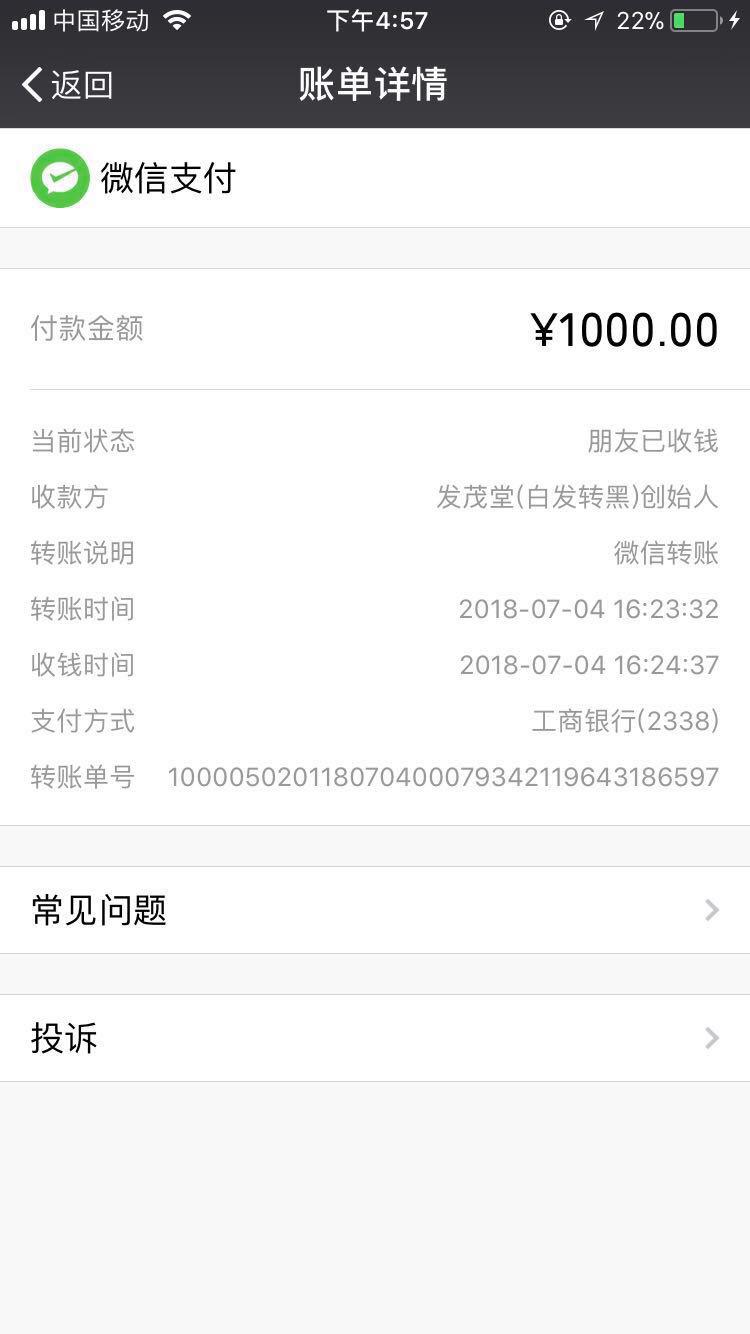 中国移动 下午4:57 22%
返回 账单详情
微信支付
付款金额 ¥1000.00
当前状态 朋友已收钱
收款方 发茂堂(白发转黑)创始人
转账说明 微信转账
转账时间 2018-07-04 16:23:32
收钱时间 2018-07-04 16:24:37
支付方式 工商银行(2338)
转账单号 100005020118070400079342119643186597
常见问题
投诉